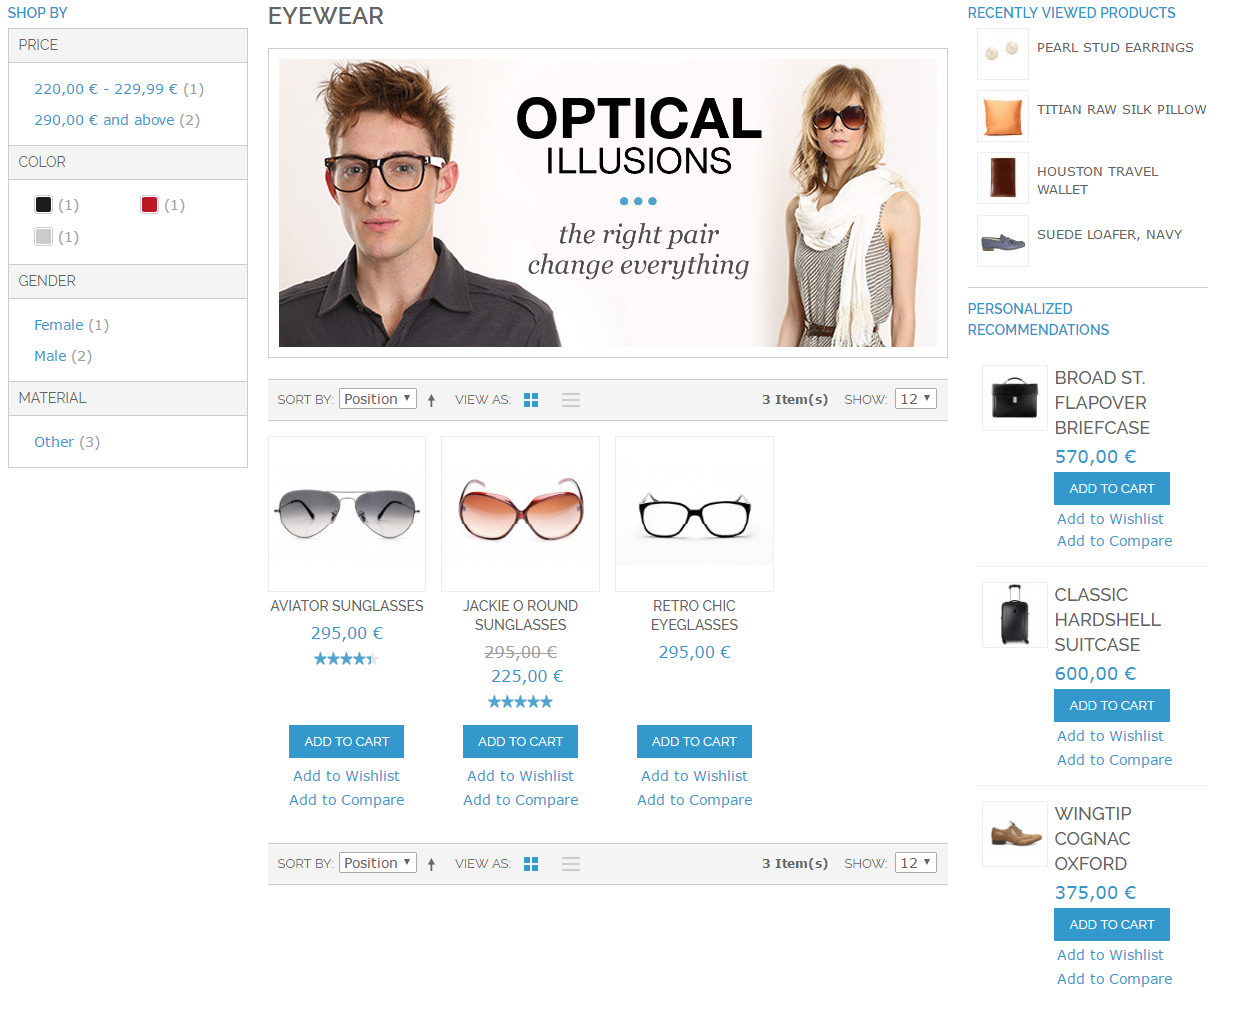 SHOP BY
PRICE
220,00 € - 229,99 € (1)
290,00 € and above (2)
COLOR
(1)
(1)
(1)
GENDER
Female (1)
Male (2)
MATERIAL
Other (3)
EYEWEAR
OPTICAL
ILLUSIONS
the right pair
change everything
SORT BY: Position VIEW AS: 3 Item(s) SHOW: 12
AVIATOR SUNGLASSES
295,00 €
ADD TO CART
Add to Wishlist
Add to Compare
JACKIE O ROUND
SUNGLASSES
295,00 €
225,00 €
ADD TO CART
Add to Wishlist
Add to Compare
RETRO CHIC
EYEGLASSES
295,00 €
ADD TO CART
Add to Wishlist
Add to Compare
SORT BY: Position VIEW AS: 3 Item(s) SHOW: 12
RECENTLY VIEWED PRODUCTS
PEARL STUD EARRINGS
TITIAN RAW SILK PILLOW
HOUSTON TRAVEL
WALLET
SUEDE LOAFER, NAVY
PERSONALIZED
RECOMMENDATIONS
BROAD ST.
FLAPOVER
BRIEFCASE
570,00 €
ADD TO CART
Add to Wishlist
Add to Compare
CLASSIC
HARDSHELL
SUITCASE
600,00 €
ADD TO CART
Add to Wishlist
Add to Compare
WINGTIP
COGNAC
OXFORD
375,00 €
ADD TO CART
Add to Wishlist
Add to Compare